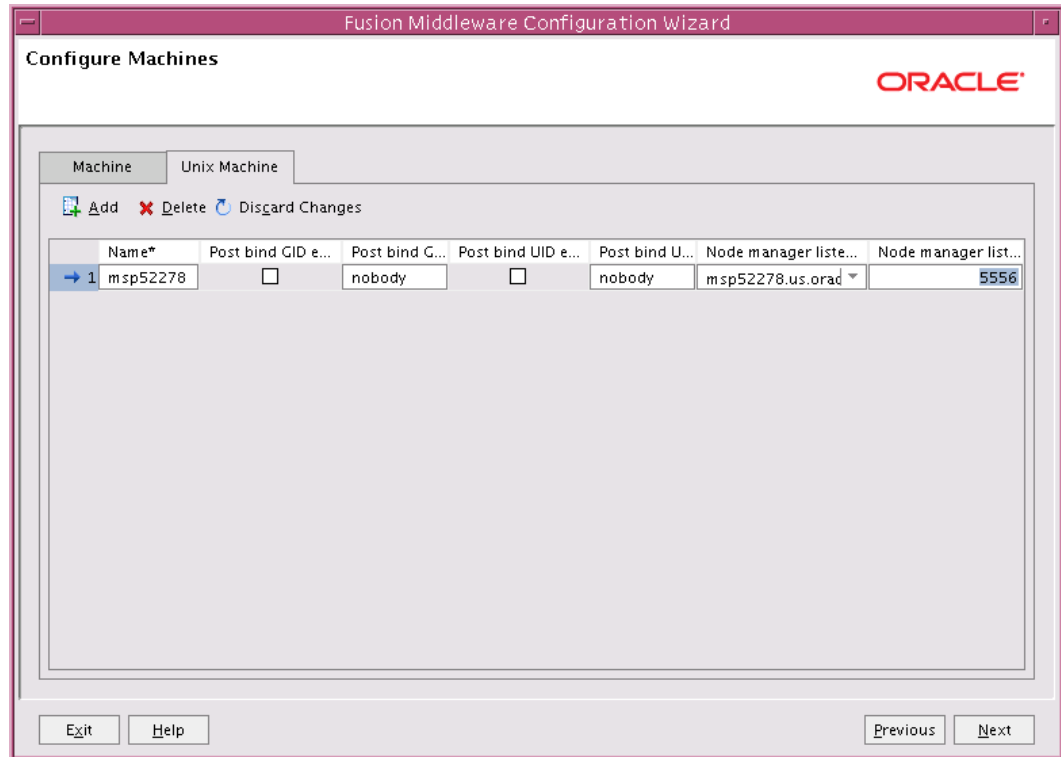 Fusion Middleware Configuration Wizard
Configure Machines
ORACLE
Machine Unix Machine
Add Delete Discard Changes
Name* Post bind GID e... Post bind G... Post bind UID e... Post bind U... Node manager liste... Node manager list...
1 msp52278 nobody nobody msp52278.us.orac 5556
Exit Help Previous Next